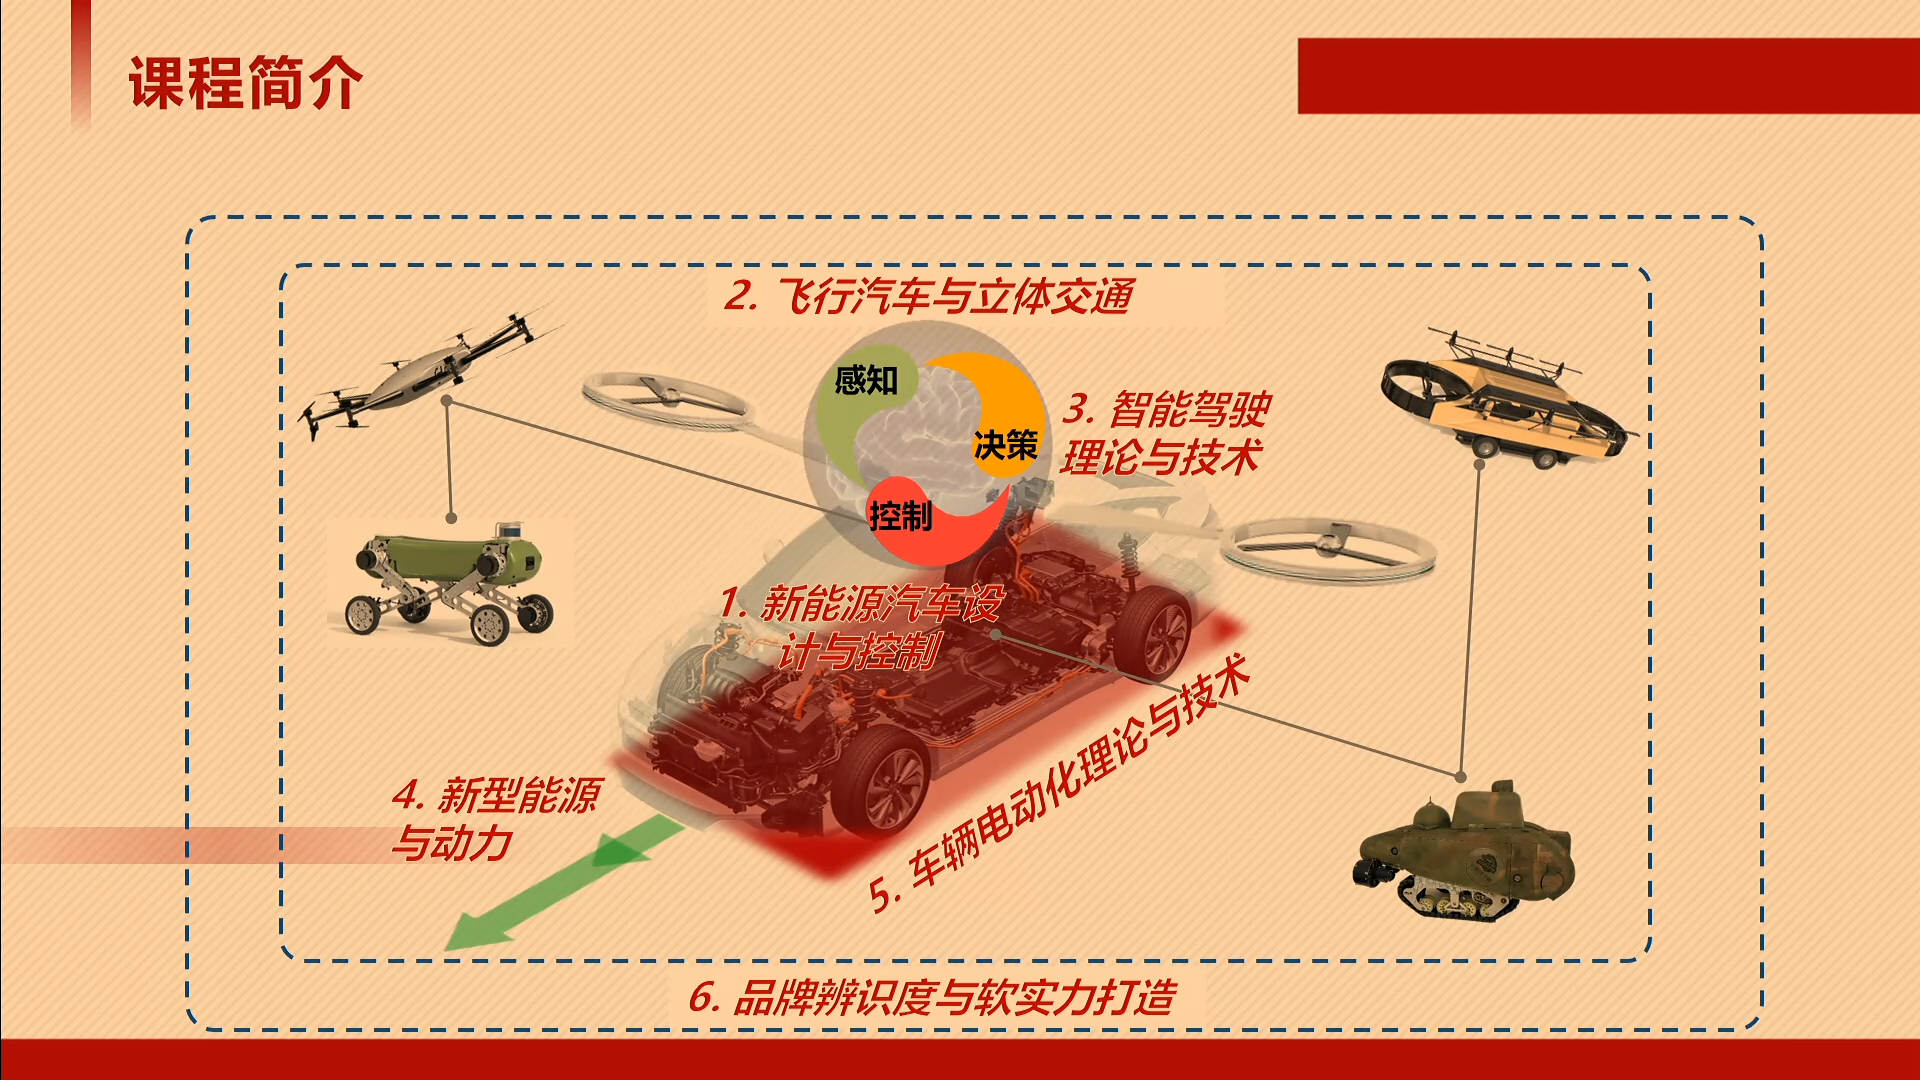 课程简介
2. 飞行汽车与立体交通
感知
决策
控制
3. 智能驾驶
理论与技术
1. 新能源汽车设
计与控制
4. 新型能源
与动力
5. 车辆电动化理论与技术
6. 品牌辨识度与软实力打造